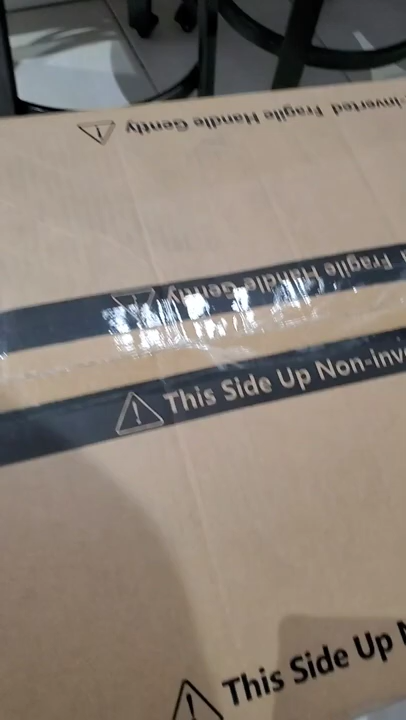 -Inverted Fragile Handle Gently
Fragile Handle Gently
This Side Up Non-inv
This Side Up